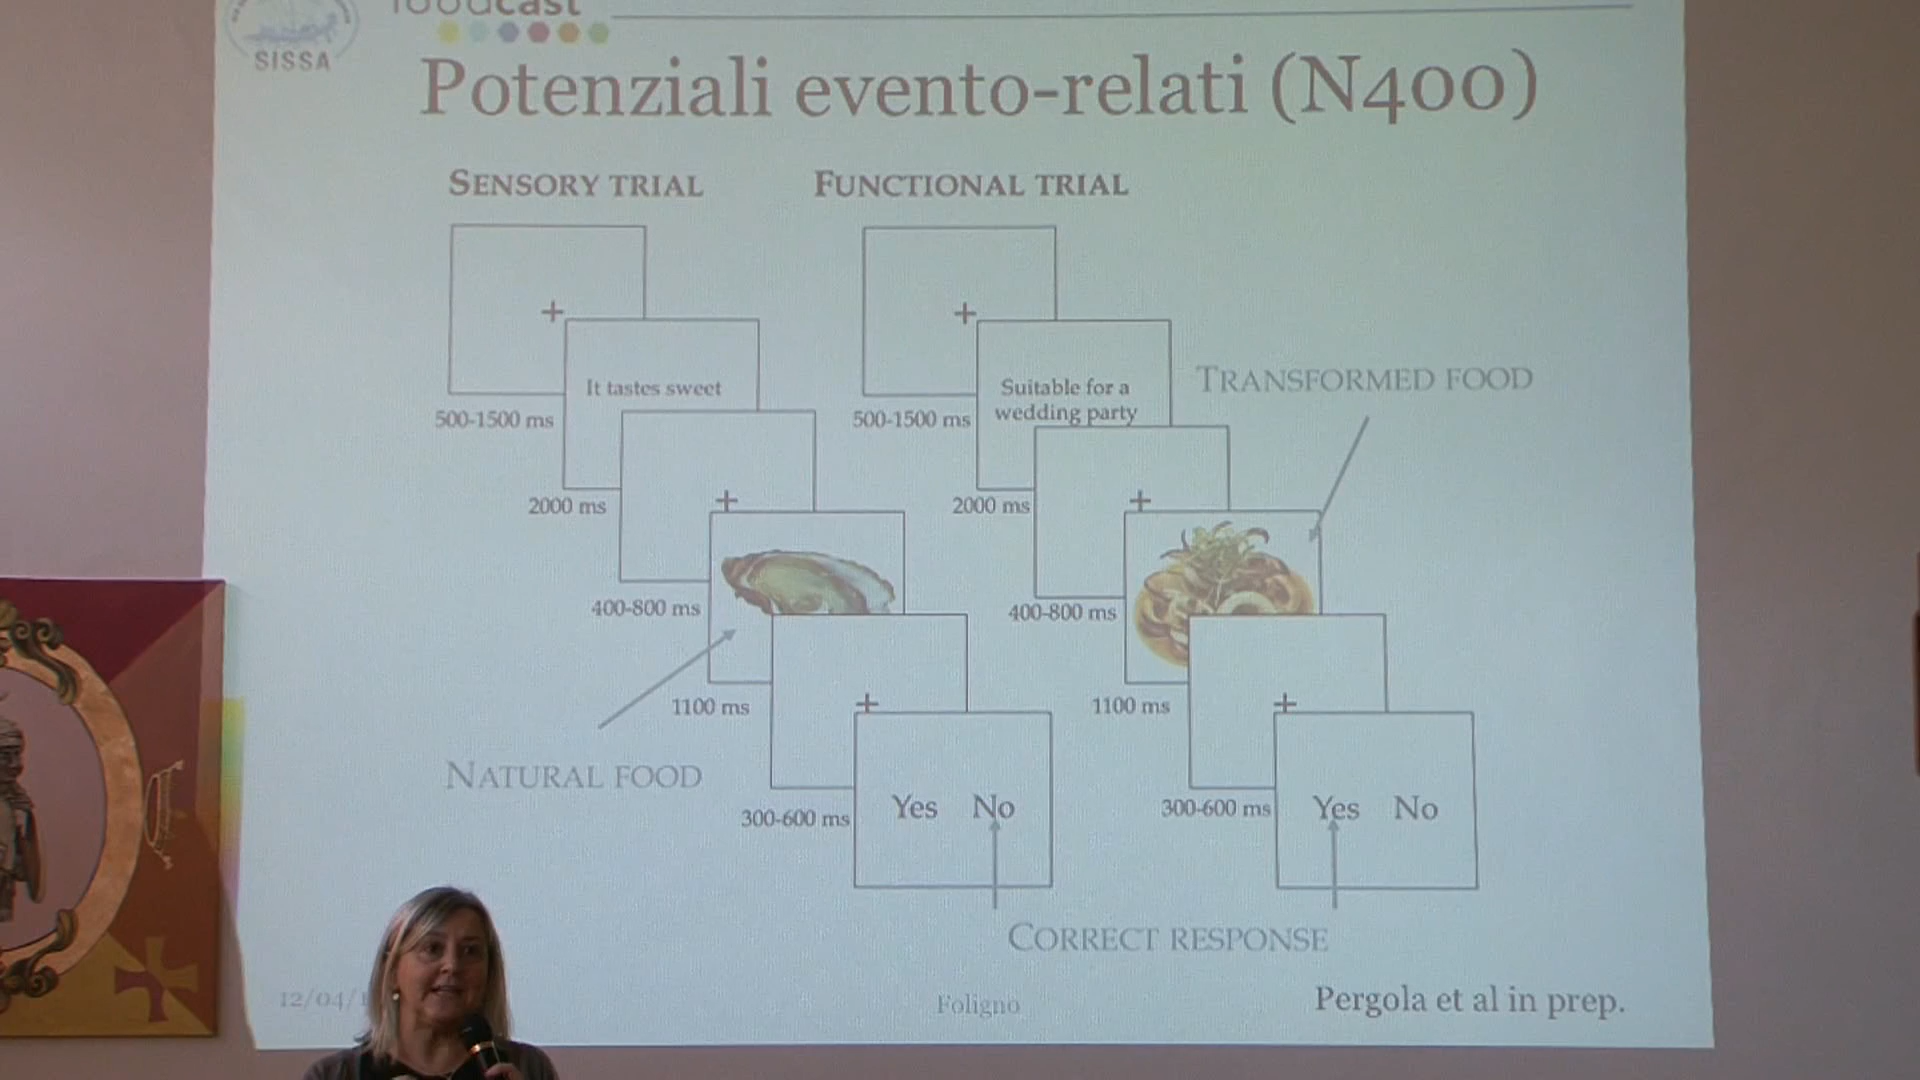 SISSA
foodcast
Potenziali evento-relati (N400)
SENSORY TRIAL
+
500-1500 ms
It tastes sweet
2000 ms
+
400-800 ms
1100 ms
NATURAL FOOD
+
300-600 ms
Yes No
FUNCTIONAL TRIAL
+
500-1500 ms
Suitable for a
wedding party
2000 ms
+
400-800 ms
TRANSFORMED FOOD
1100 ms
+
300-600 ms
Yes No
CORRECT RESPONSE
12/04/
Foligno
Pergola et al in prep.